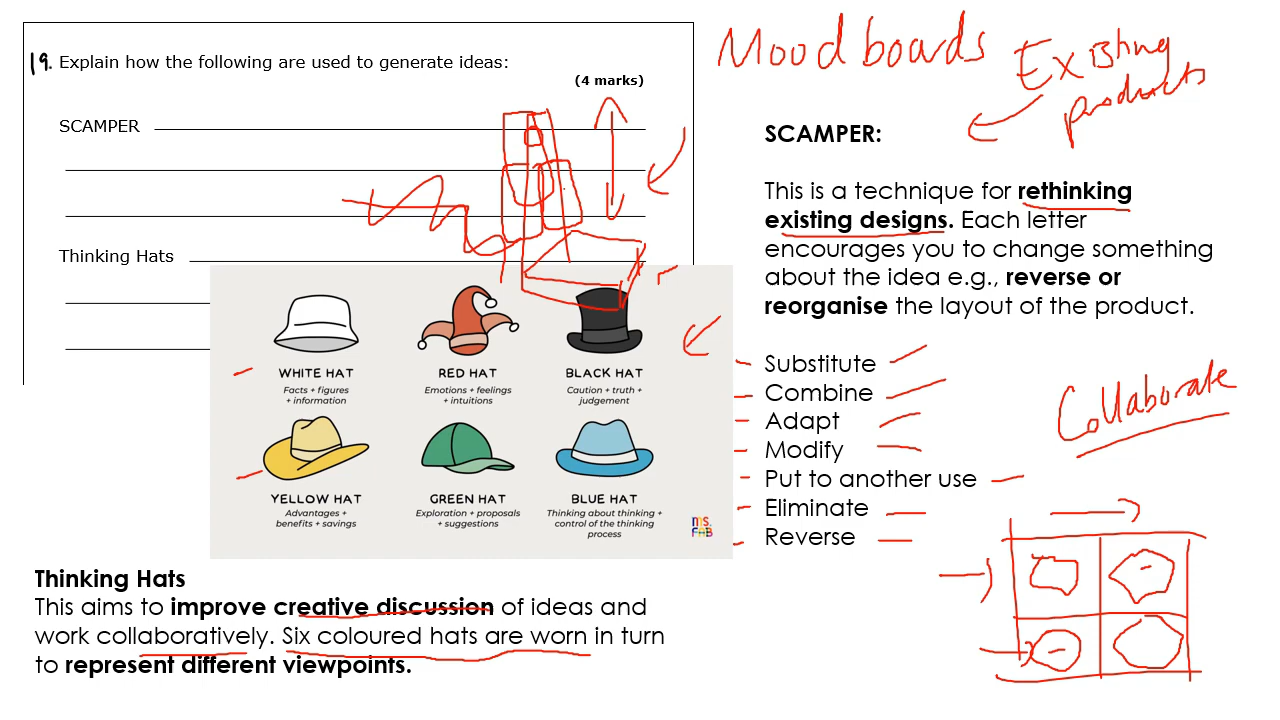 19. Explain how the following are used to generate ideas:
(4 marks)
SCAMPER
Thinking Hats
WHITE HAT
Facts + figures
+ information
RED HAT
Emotions + feelings
+ intuitions
BLACK HAT
Caution + truth +
judgement
YELLOW HAT
Advantages +
benefits + savings
GREEN HAT
Exploration + proposals
+ suggestions
BLUE HAT
Thinking about thinking +
control of the thinking
process
MS.
FAB
Thinking Hats
This aims to improve creative discussion of ideas and
work collaboratively. Six coloured hats are worn in turn
to represent different viewpoints.
Mood boards
Existing
products
SCAMPER:
This is a technique for rethinking
existing designs. Each letter
encourages you to change something
about the idea e.g., reverse or
reorganise the layout of the product.
Substitute
Combine
Adapt
Modify
Put to another use
Eliminate
Reverse
Collaborate